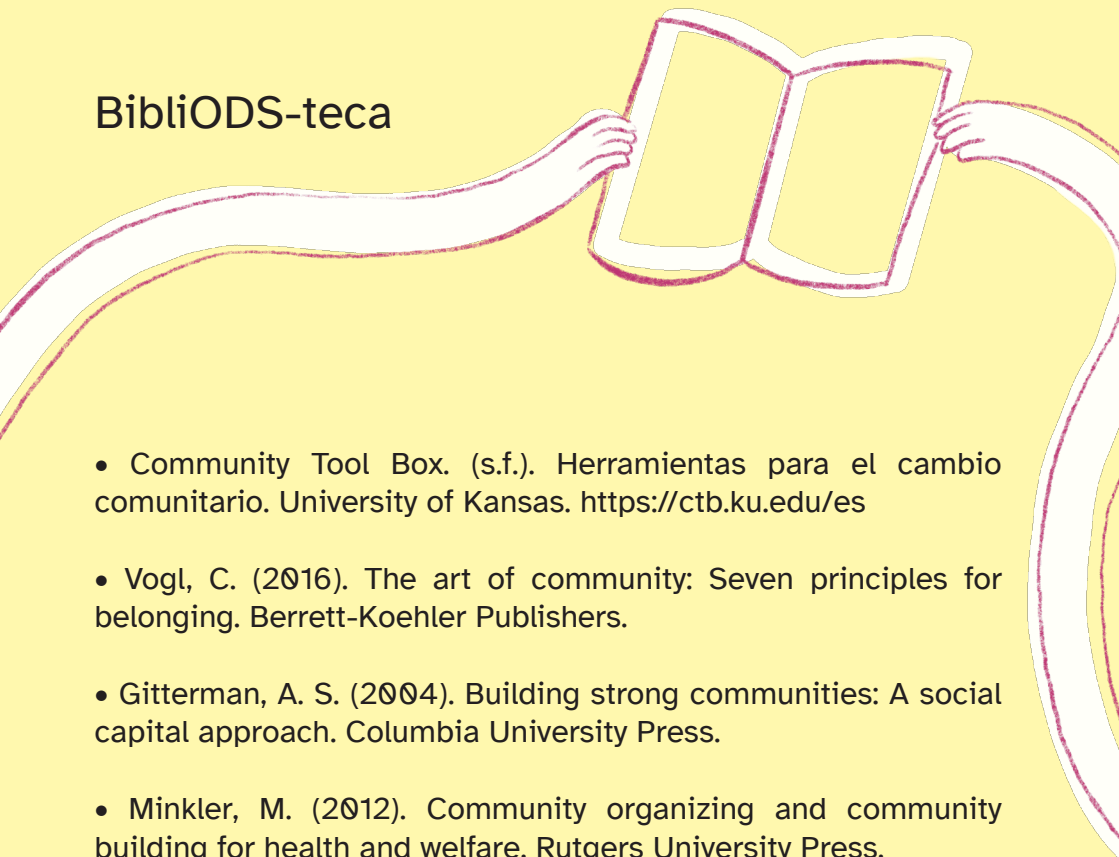 BibliODS-teca
• Community Tool Box. (s.f.). Herramientas para el cambio
comunitario. University of Kansas. https://ctb.ku.edu/es
• Vogl, C. (2016). The art of community: Seven principles for
belonging. Berrett-Koehler Publishers.
• Gitterman, A. S. (2004). Building strong communities: A social
capital approach. Columbia University Press.
• Minkler, M. (2012). Community organizing and community
building for health and welfare. Rutgers University Press.